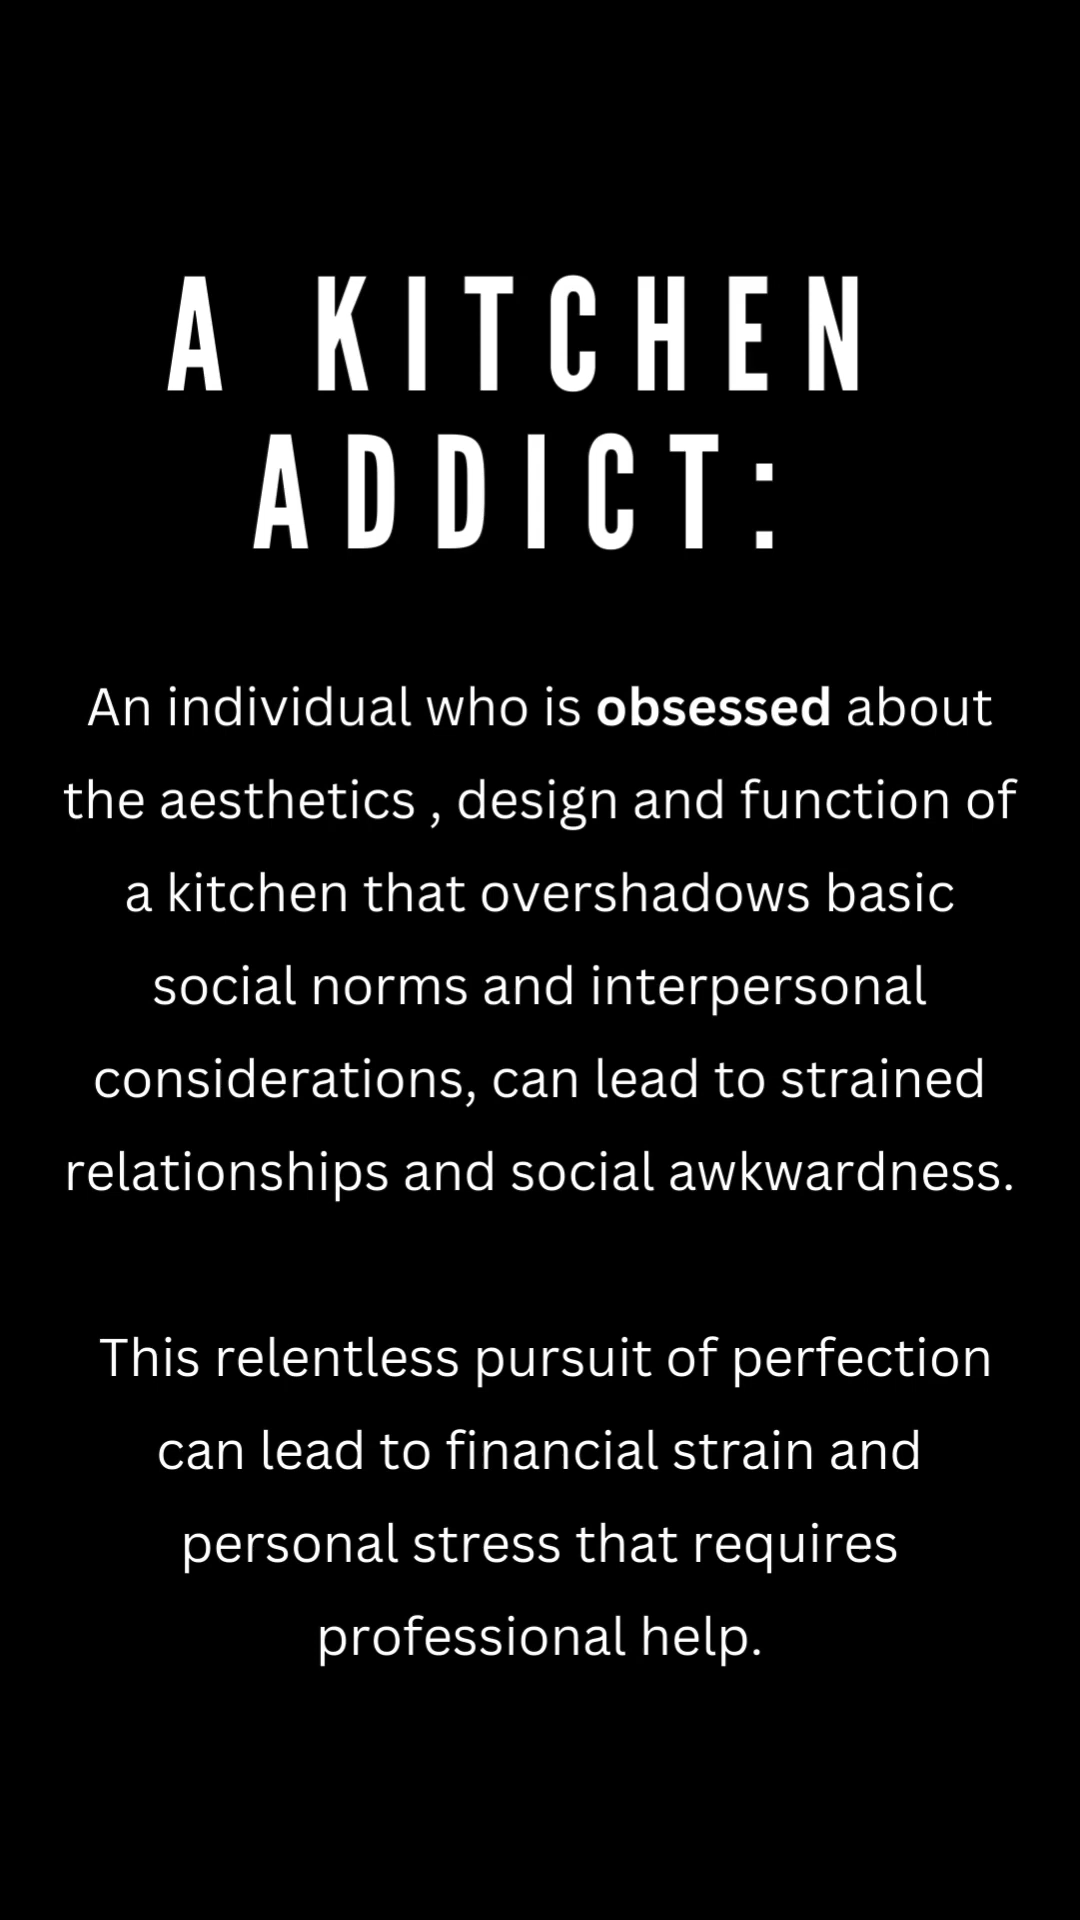 A KITCHEN
ADDICT:
An individual who is obsessed about
the aesthetics , design and function of
a kitchen that overshadows basic
social norms and interpersonal
considerations, can lead to strained
relationships and social awkwardness.
This relentless pursuit of perfection
can lead to financial strain and
personal stress that requires
professional help.